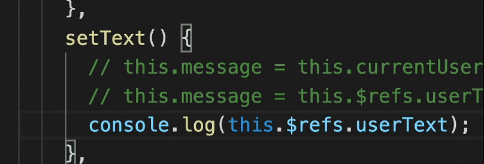 },
setText() {
// this.message = this.currentUser
// this.message = this.$refs.userT
console.log(this.$refs.userText);
},